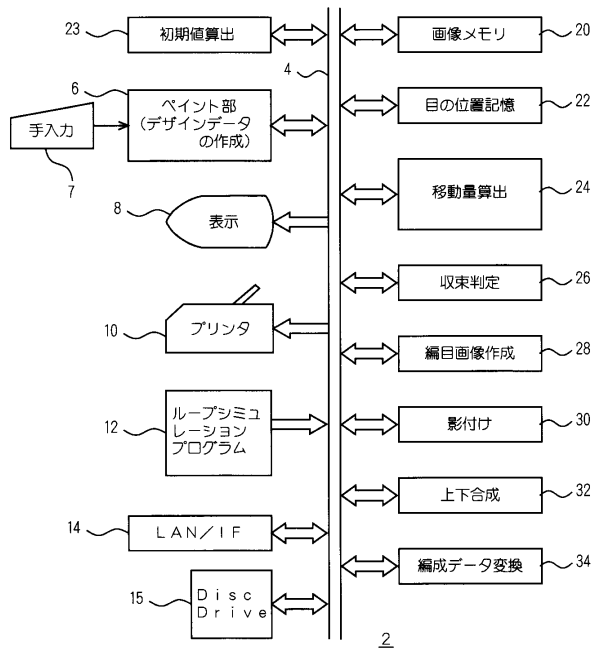 23
初期値算出
4
画像メモリ
20
6
ペイント部
(デザインデータ
の作成)
手入力
7
目の位置記憶
22
8
表示
移動量算出
24
10
プリンタ
収束判定
26
編目画像作成
28
12
ループシミュ
レーション
プログラム
影付け
30
上下合成
32
14
LAN/IF
編成データ変換
34
15
Disc
Drive
2